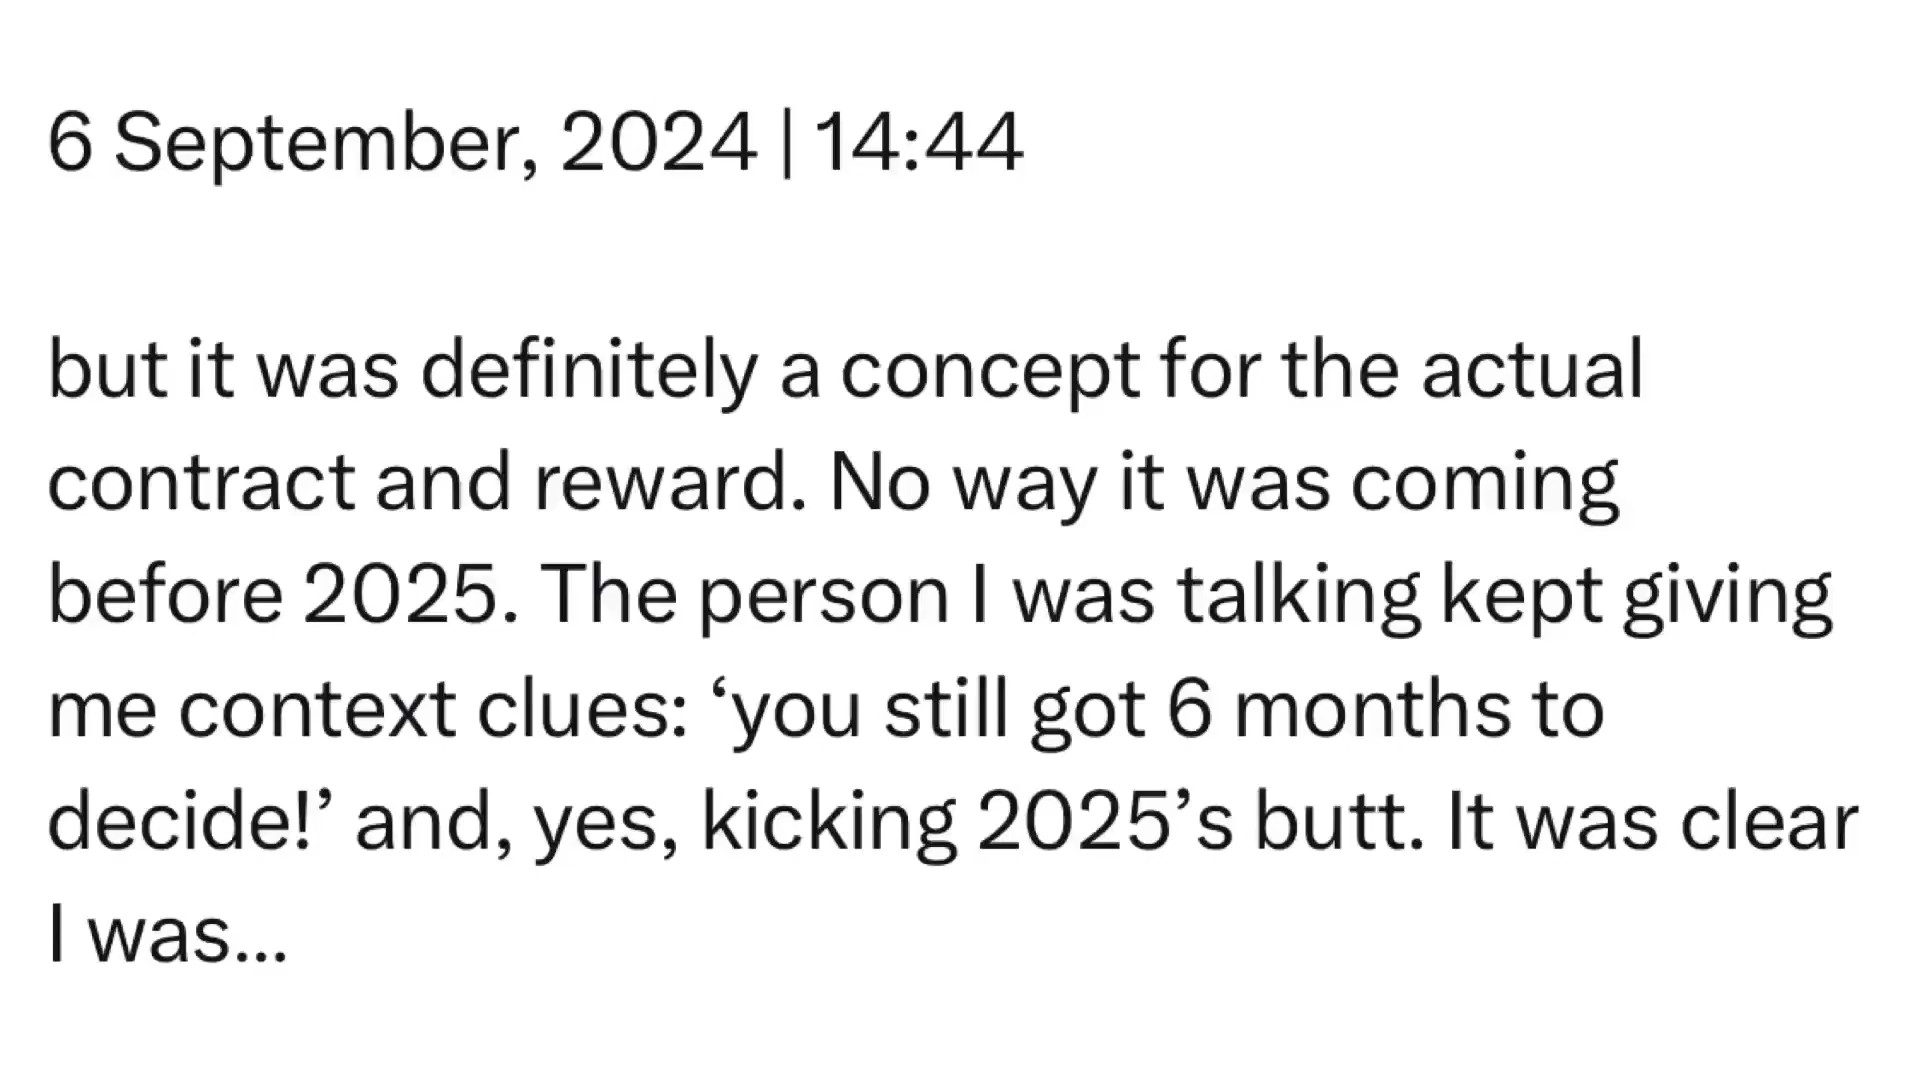 6 September, 2024 | 14:44
but it was definitely a concept for the actual
contract and reward. No way it was coming
before 2025. The person I was talking kept giving
me context clues: ‘you still got 6 months to
decide!’ and, yes, kicking 2025’s butt. It was clear
I was...